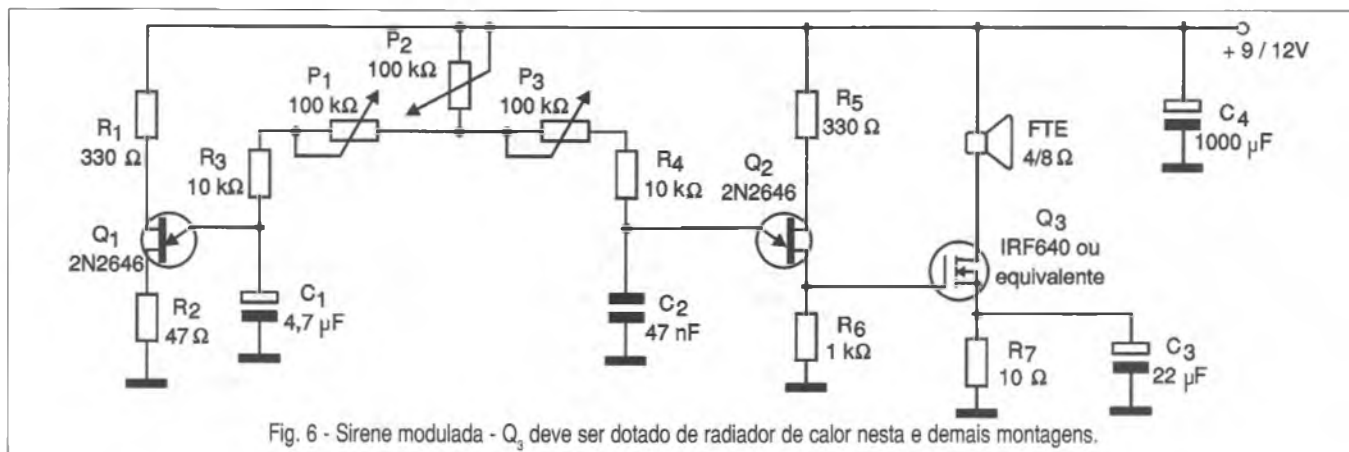 P2
100 kΩ
P1
100 kΩ
P3
100 kΩ
+ 9 / 12V
R1
330 Ω
R3
10 kΩ
R4
10 kΩ
Q2
2N2646
R5
330 Ω
FTE
4/8 Ω
C4
1000 µF
Q1
2N2646
R2
47 Ω
C1
4,7 µF
C2
47 nF
R6
1 kΩ
Q3
IRF640 ou
equivalente
R7
10 Ω
C3
22 µF
Fig. 6 - Sirene modulada - Q3 deve ser dotado de radiador de calor nesta e demais montagens.